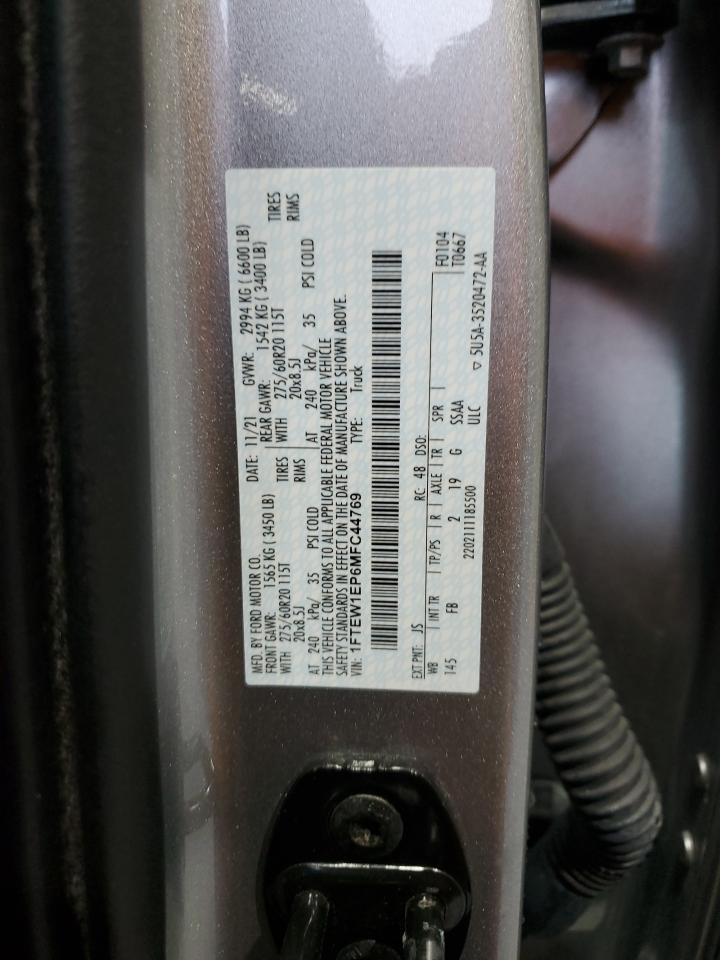 MFD. BY FORD MOTOR CO. DATE: 11/21 GVWR: 2994 KG ( 6600 LB)
FRONT GAWR: 1565 KG ( 3450 LB) REAR GAWR: 1542 KG ( 3400 LB)
WITH 275/60R20 115T TIRES WITH 275/60R20 115T TIRES
20x8.5J RIMS 20x8.5J RIMS
AT 240 kPa/ 35 PSI COLD AT 240 kPa/ 35 PSI COLD
THIS VEHICLE CONFORMS TO ALL APPLICABLE FEDERAL MOTOR VEHICLE
SAFETY STANDARDS IN EFFECT ON THE DATE OF MANUFACTURE SHOWN ABOVE.
VIN: 1FTEW1EP6MFC44769 TYPE: Truck
EXT PNT: JS RC: 48 DSO: F0104
WB INT TR TP/PS R AXLE TR SPR T0667
145 FB 2 19 G SSAA
2202111185500 ULC ▽ 5U5A-3520472-AA